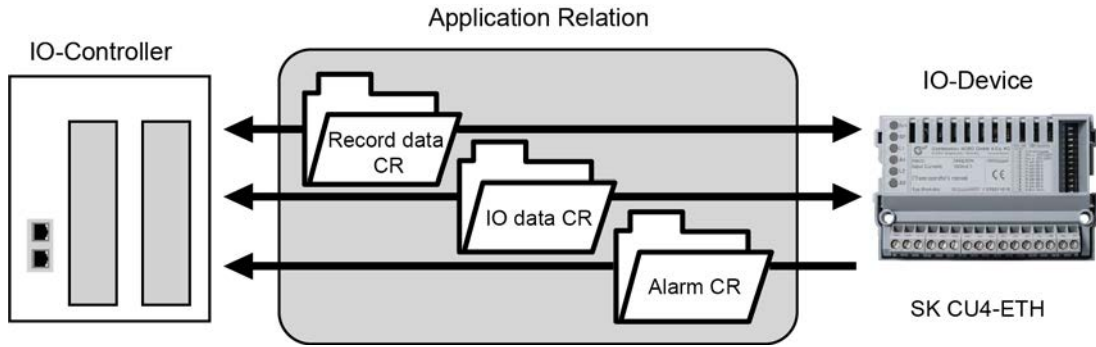 Application Relation
IO-Controller
IO-Device
Record data
CR
IO data CR
Alarm CR
SK CU4-ETH